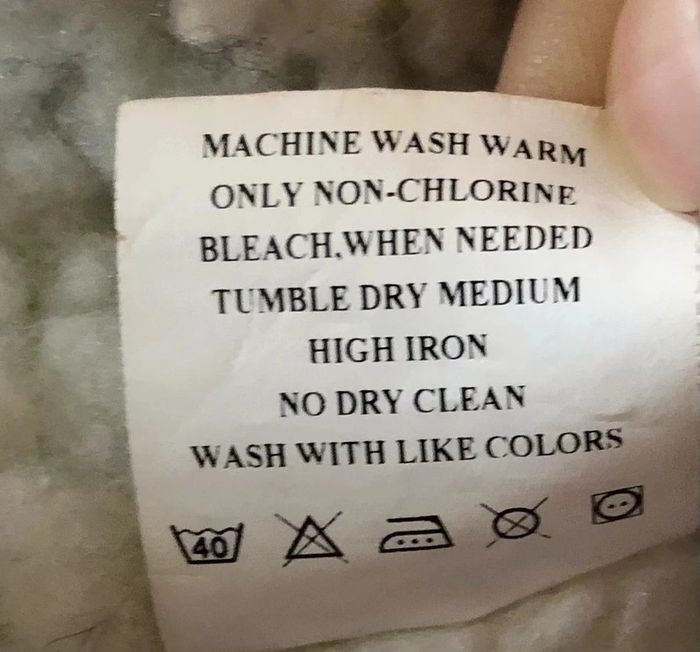 MACHINE WASH WARM
ONLY NON-CHLORINE
BLEACH,WHEN NEEDED
TUMBLE DRY MEDIUM
HIGH IRON
NO DRY CLEAN
WASH WITH LIKE COLORS
40